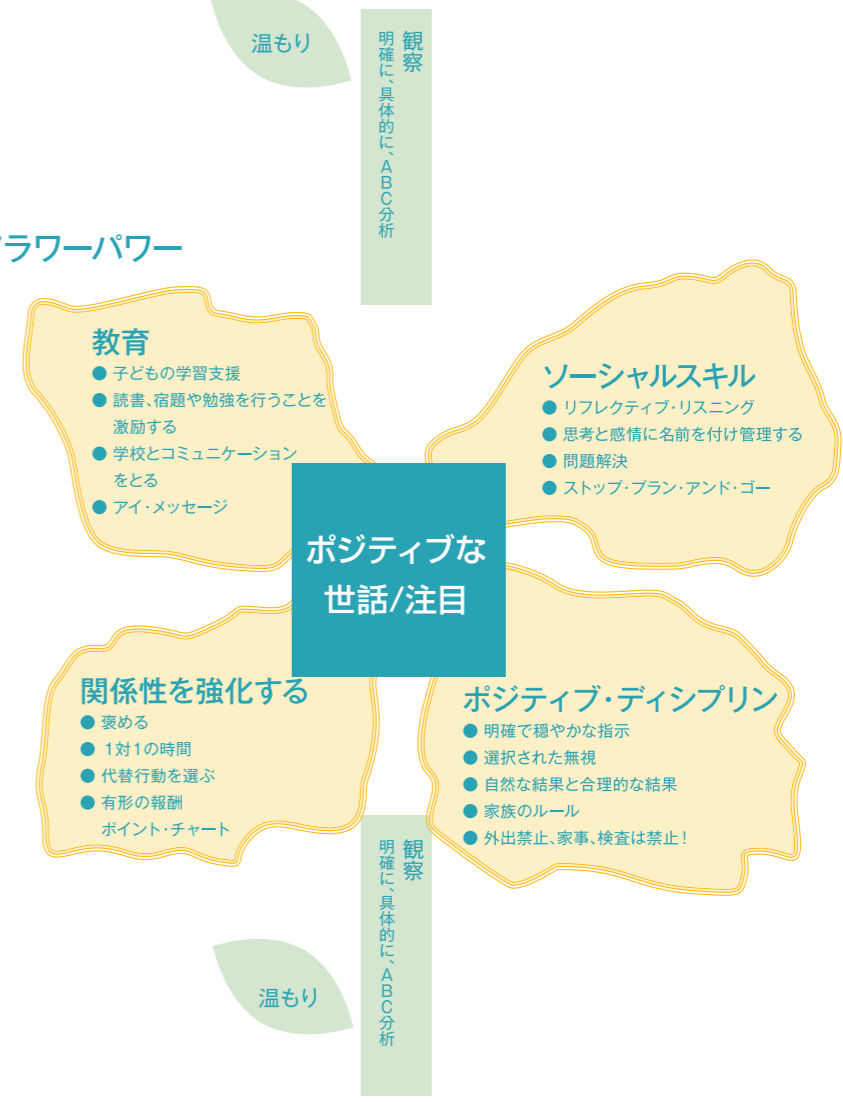 温もり
観察
明確に、具体的に、ABC分析
ラワーパワー
教育
● 子どもの学習支援
● 読書、宿題や勉強を行うことを
激励する
● 学校とコミュニケーション
をとる
● アイ・メッセージ
ソーシャルスキル
● リフレクティブ・リスニング
● 思考と感情に名前を付け管理する
● 問題解決
● ストップ・プラン・アンド・ゴー
ポジティブな
世話/注目
関係性を強化する
● 褒める
● 1対1の時間
● 代替行動を選ぶ
● 有形の報酬
ポイント・チャート
ポジティブ・ディシプリン
● 明確で穏やかな指示
● 選択された無視
● 自然な結果と合理的な結果
● 家族のルール
● 外出禁止、家事、検査は禁止！
観察
明確に、具体的に、ABC分析
温もり